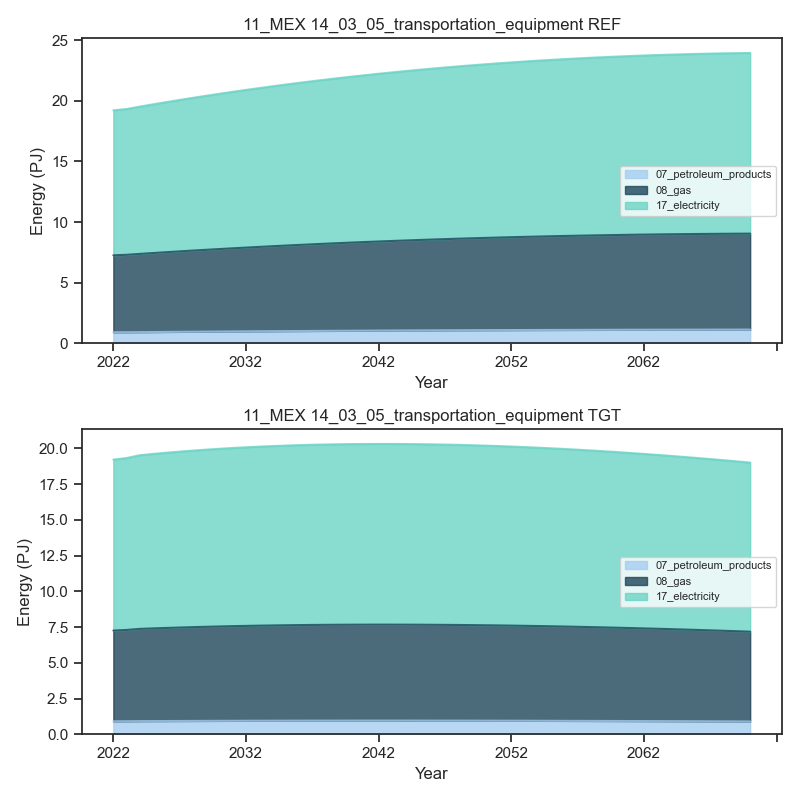 11_MEX 14_03_05_transportation_equipment REF
25
20
15
10
5
0
Energy (PJ)
07_petroleum_products
08_gas
17_electricity
2022 2032 2042 2052 2062
Year
11_MEX 14_03_05_transportation_equipment TGT
20.0
17.5
15.0
12.5
10.0
7.5
5.0
2.5
0.0
Energy (PJ)
07_petroleum_products
08_gas
17_electricity
2022 2032 2042 2052 2062
Year